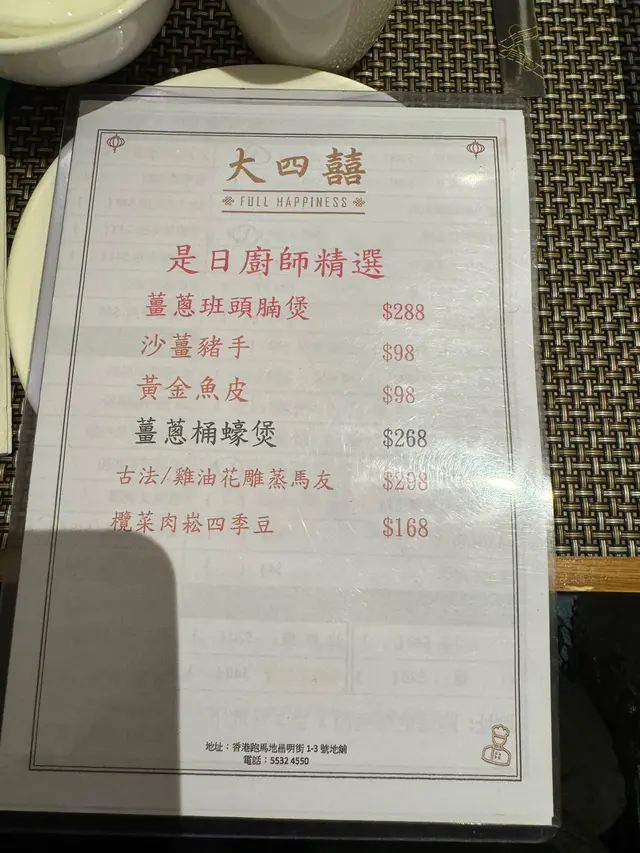 大四囍
FULL HAPPINESS
是日廚師精選
薑蔥班頭腩煲 $288
沙薑豬手 $98
黃金魚皮 $98
薑蔥桶蠔煲 $268
古法/雞油花雕蒸馬友 $298
欖菜肉崧四季豆 $168
地址：香港跑馬地昌明街 1-3 號地舖
電話：5532 4550